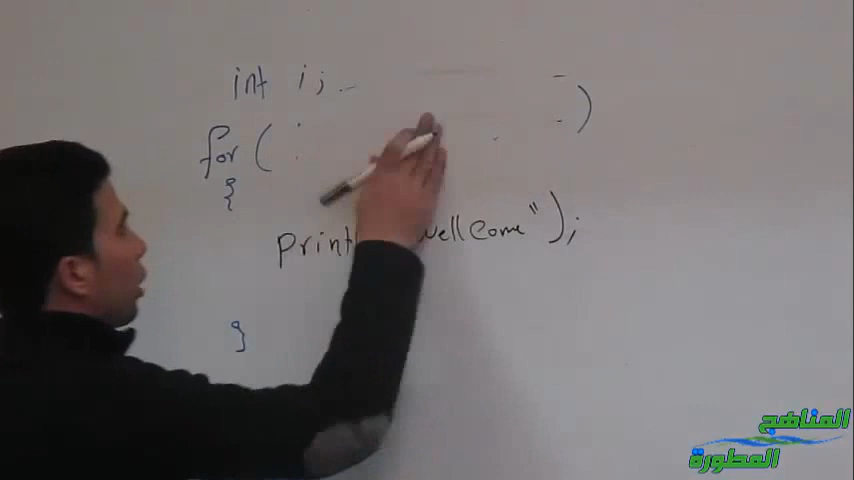 int i;
for ( )
{
print wellcome");
}
المناهج
المطورة